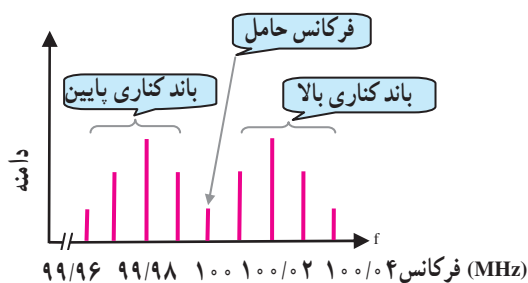 فرکانس حامل
باند کناری پایین
باند کناری بالا
دامنه
f
۹۹/۹۶ ۹۹/۹۸ ۱۰۰ ۱۰۰/۰۲ ۱۰۰/۰۴ فرکانس (MHz)